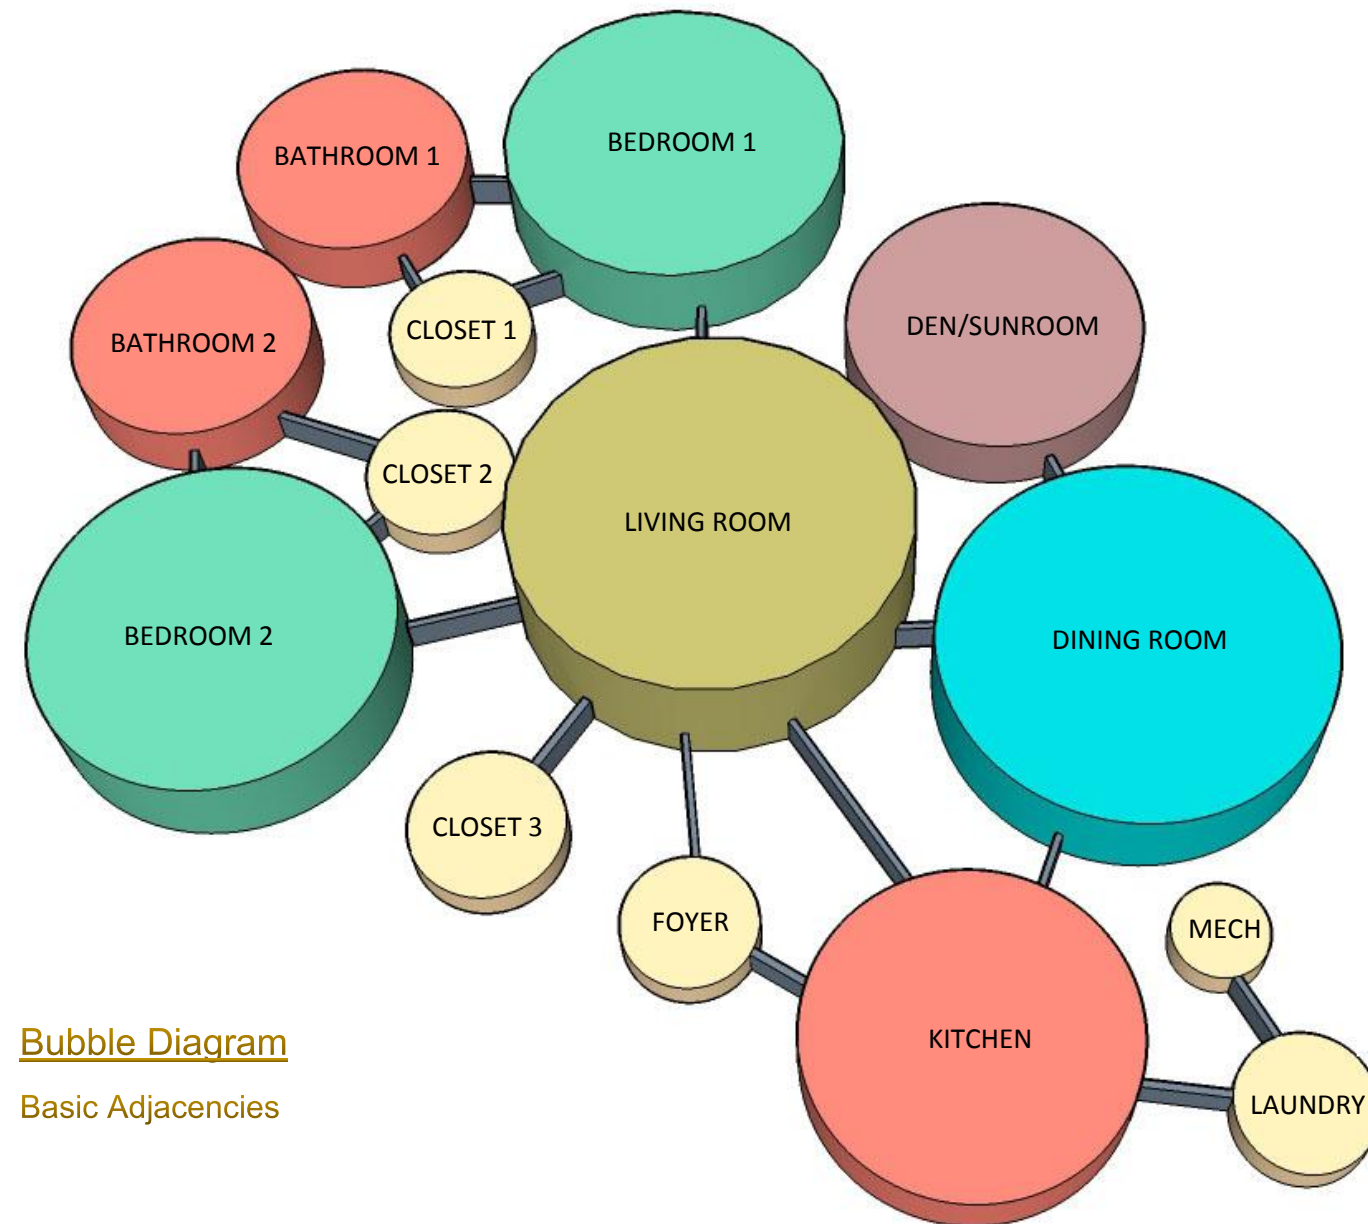 BEDROOM 1
BATHROOM 1
DEN/SUNROOM
CLOSET 1
BATHROOM 2
CLOSET 2
LIVING ROOM
BEDROOM 2
DINING ROOM
CLOSET 3
FOYER
MECH
KITCHEN
LAUNDRY
Bubble Diagram
Basic Adjacencies